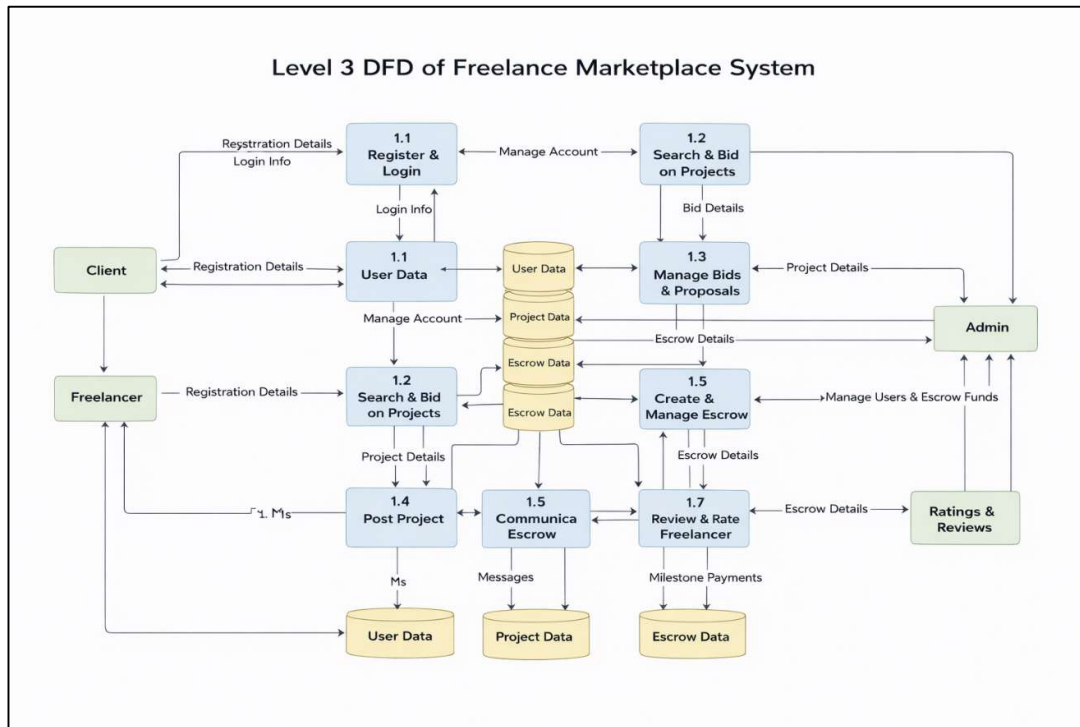 Level 3 DFD of Freelance Marketplace System
Resstrration Details
Login Info
1.1
Register &
Login
Manage Account
1.2
Search & Bid
on Projects
Login Info
Bid Details
Client
Registration Details
1.1
User Data
User Data
1.3
Manage Bids
& Proposals
Project Details
Manage Account
Project Data
Admin
Escrow Details
Escrow Data
Freelancer
Registration Details
1.2
Search & Bid
on Projects
Escrow Data
1.5
Create &
Manage Escrow
Manage Users & Escrow Funds
Project Details
Escrow Details
Ms
1.4
Post Project
1.5
Communica
Escrow
1.7
Review & Rate
Freelancer
Escrow Details
Ratings &
Reviews
Ms
Messages
Milestone Payments
User Data
Project Data
Escrow Data